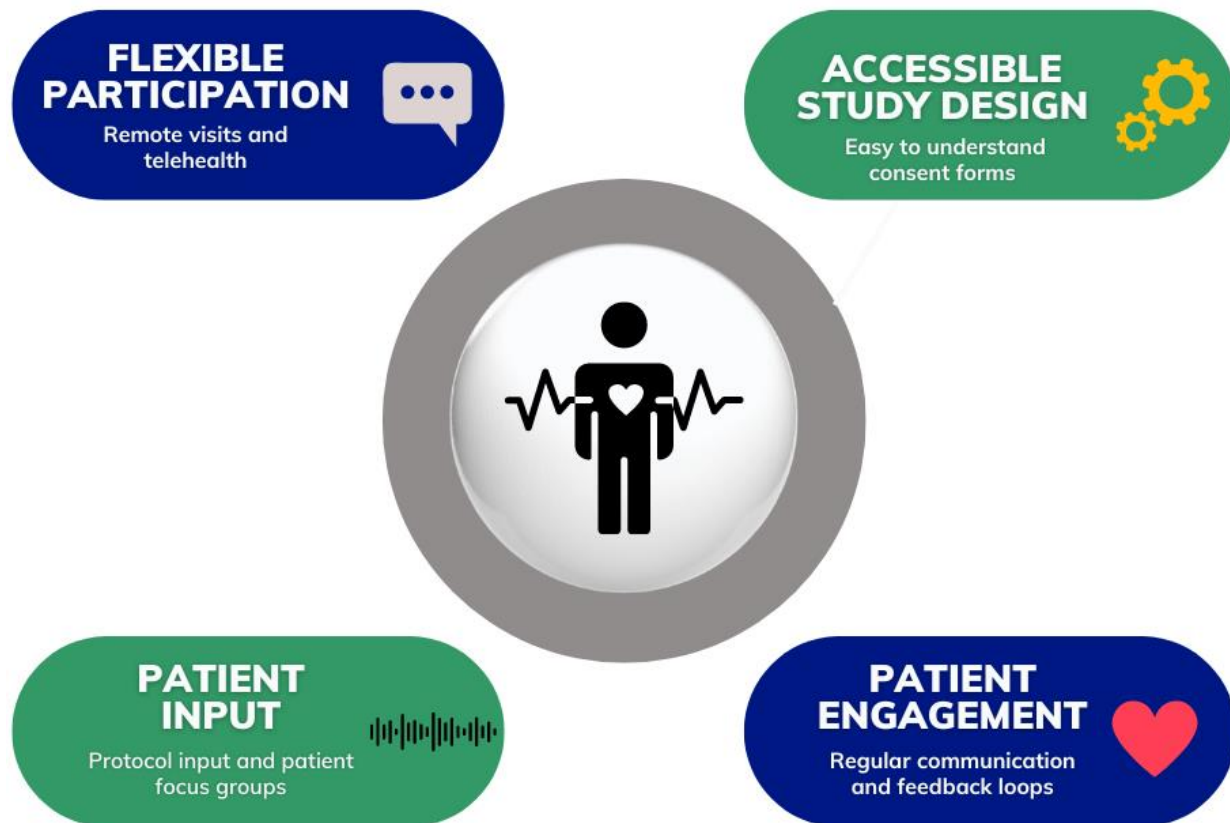 FLEXIBLE
PARTICIPATION
Remote visits and
telehealth
ACCESSIBLE
STUDY DESIGN
Easy to understand
consent forms
PATIENT
INPUT
Protocol input and patient
focus groups
PATIENT
ENGAGEMENT
Regular communication
and feedback loops